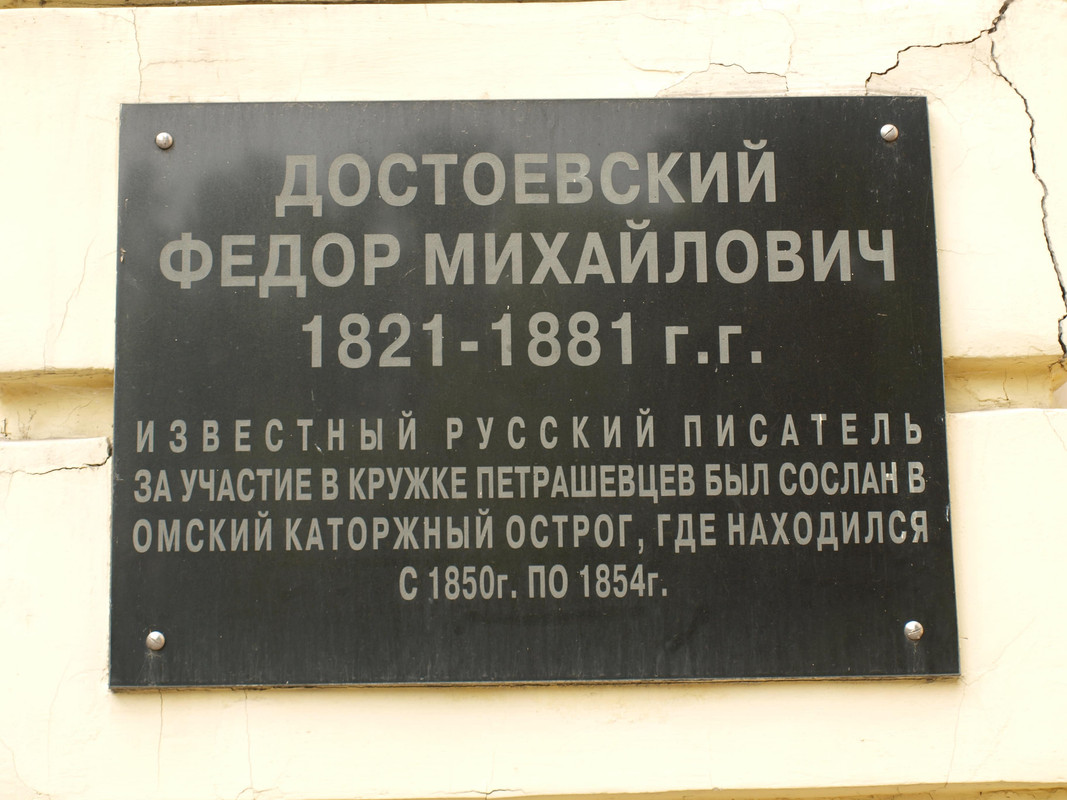 ДОСТОЕВСКИЙ
ФЕДОР МИХАЙЛОВИЧ
1821-1881 г.г.
ИЗВЕСТНЫЙ РУССКИЙ ПИСАТЕЛЬ
ЗА УЧАСТИЕ В КРУЖКЕ ПЕТРАШЕВЦЕВ БЫЛ СОСЛАН В
ОМСКИЙ КАТОРЖНЫЙ ОСТРОГ, ГДЕ НАХОДИЛСЯ
С 1850г. ПО 1854г.